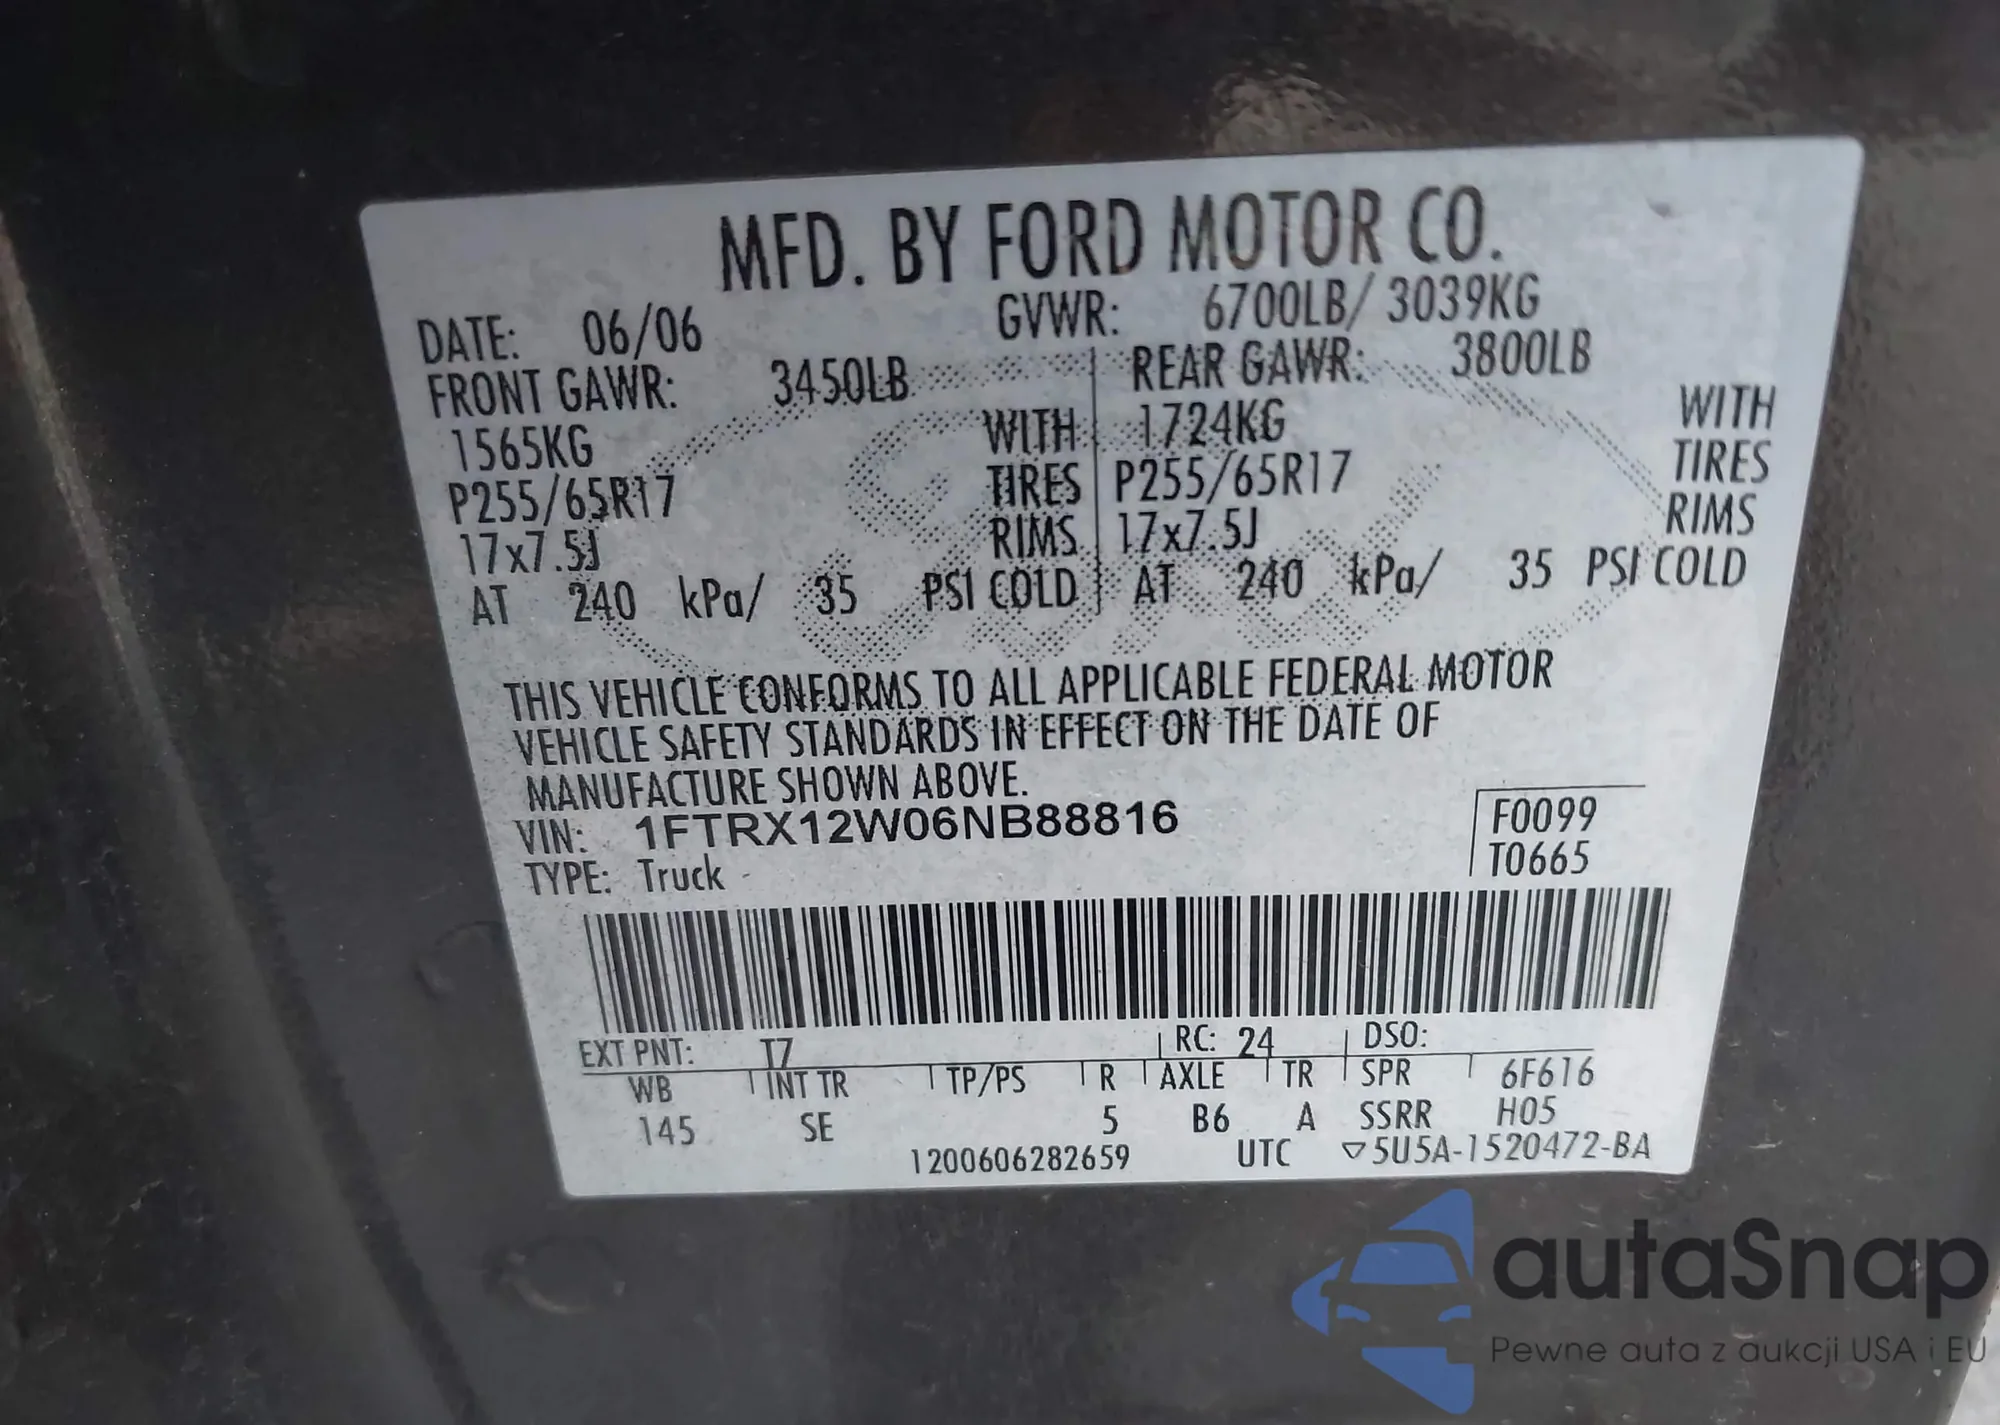 MFD. BY FORD MOTOR CO.
DATE: 06/06 GVWR: 6700LB/ 3039KG
FRONT GAWR: 3450LB REAR GAWR: 3800LB
1565KG WITH 1724KG WITH
P255/65R17 TIRES P255/65R17 TIRES
17x7.5J RIMS 17x7.5J RIMS
AT 240 kPa/ 35 PSI COLD AT 240 kPa/ 35 PSI COLD
THIS VEHICLE CONFORMS TO ALL APPLICABLE FEDERAL MOTOR
VEHICLE SAFETY STANDARDS IN EFFECT ON THE DATE OF
MANUFACTURE SHOWN ABOVE.
VIN: 1FTRX12W06NB88816 F0099
TYPE: Truck T0665
EXT PNT: T7 RC: 24 DSO:
WB INT TR TP/PS R AXLE TR SPR 6F616
145 SE 5 B6 A SSRR H05
1200606282659 UTC ▽5U5A-1520472-BA
autaSnap
Pewne auta z aukcji USA i EU